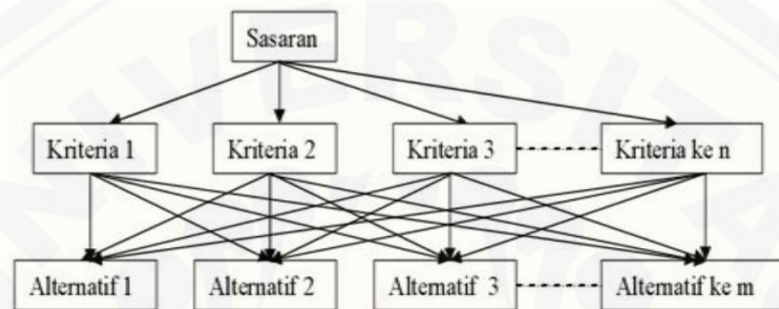 Sasaran
Kriteria 1 Kriteria 2 Kriteria 3 Kriteria ke n
Alternatif 1 Alternatif 2 Alternatif 3 Alternatif ke m